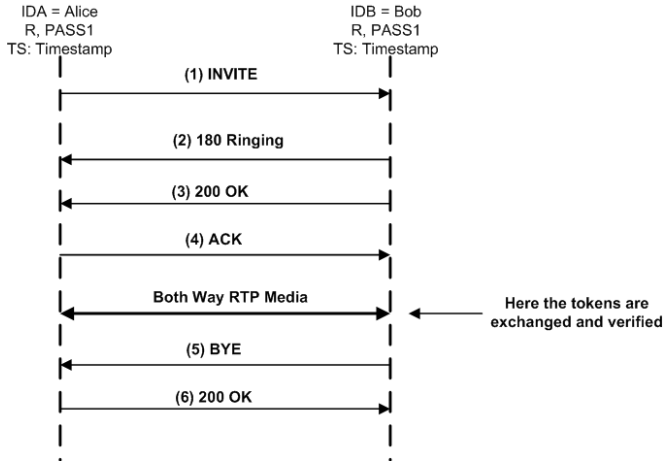 IDA = Alice
R, PASS1
TS: Timestamp
IDB = Bob
R, PASS1
TS: Timestamp
(1) INVITE
(2) 180 Ringing
(3) 200 OK
(4) ACK
Both Way RTP Media
Here the tokens are
exchanged and verified
(5) BYE
(6) 200 OK